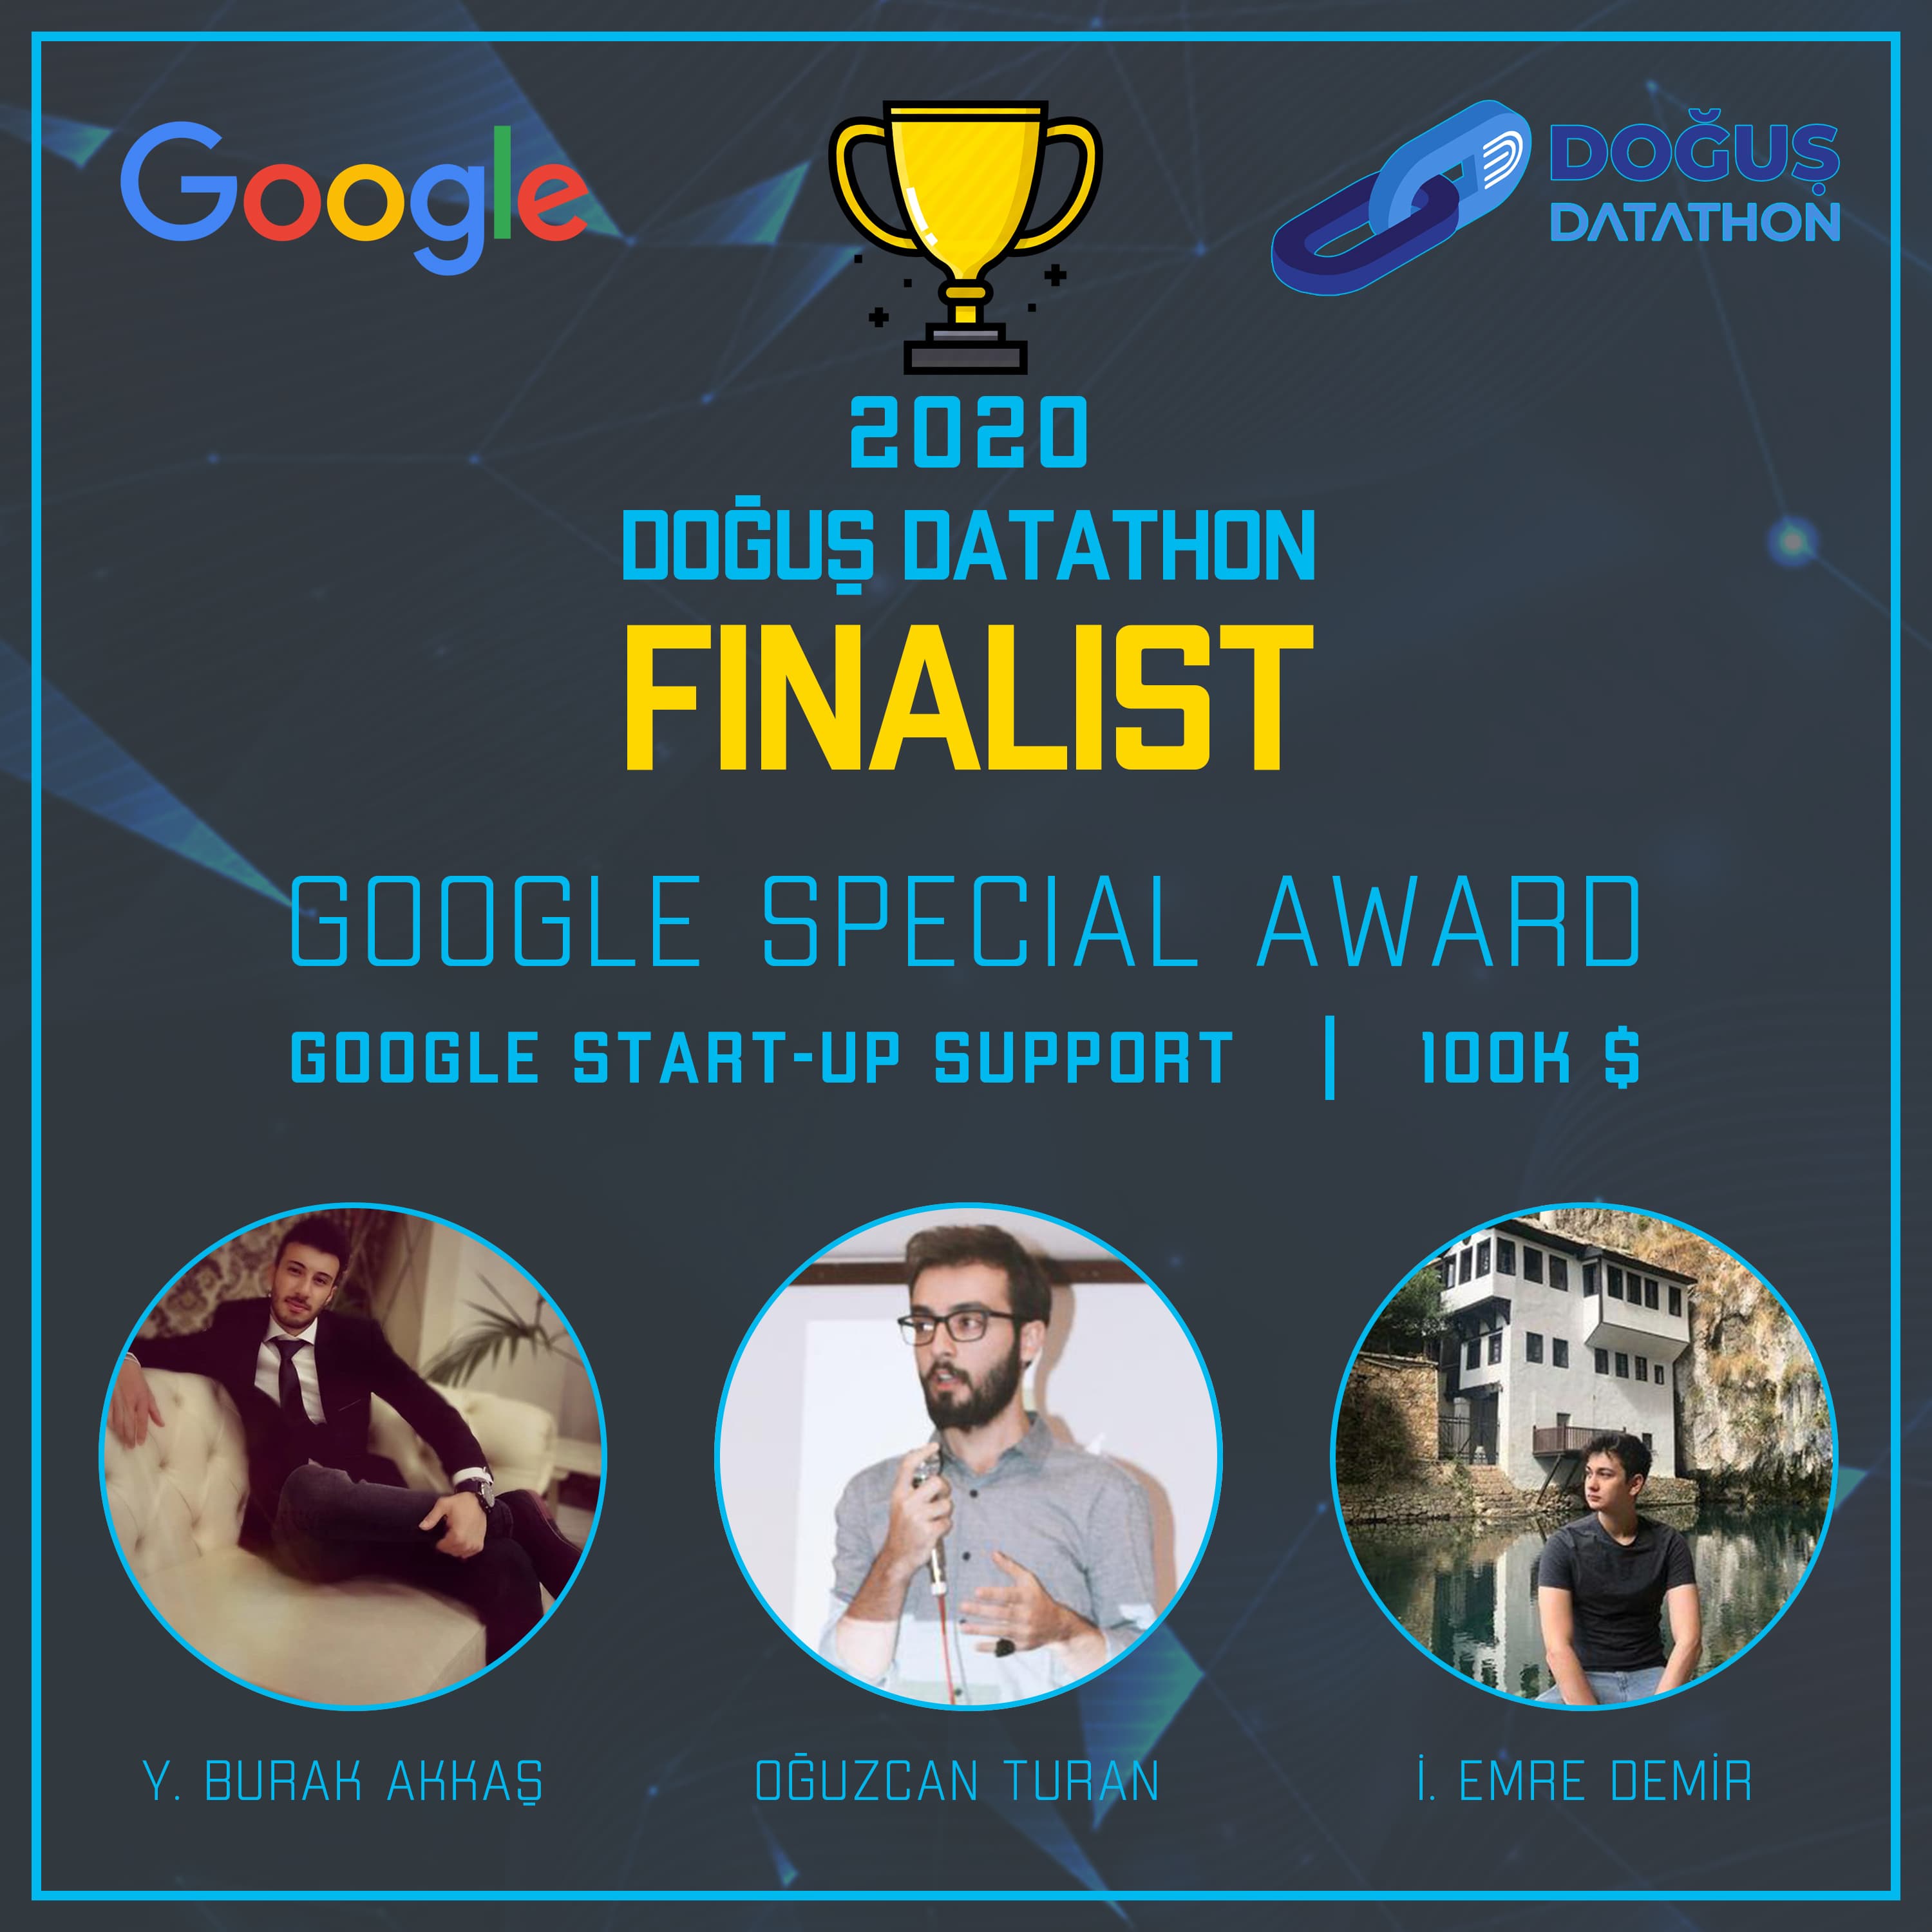 Google
DOĞUŞ
DATATHON
2020
DOĞUŞ DATATHON
FINALIST
GOOGLE SPECIAL AWARD
GOOGLE START-UP SUPPORT | 100K $
Y. BURAK AKKAŞ
OĞUZCAN TURAN
İ. EMRE DEMİR